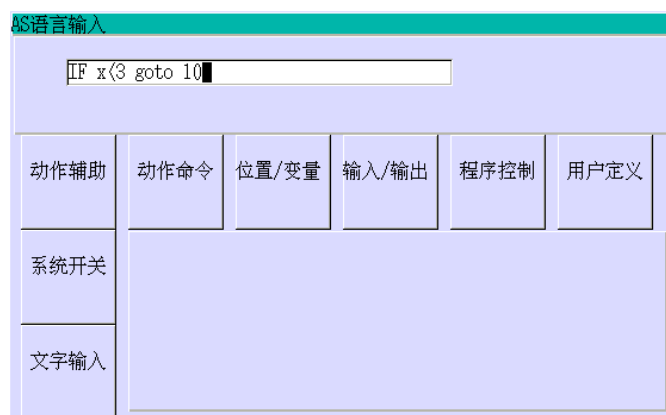 AS语言输入
IF x<3 goto 10
动作辅助 动作命令 位置/变量 输入/输出 程序控制 用户定义
系统开关
文字输入